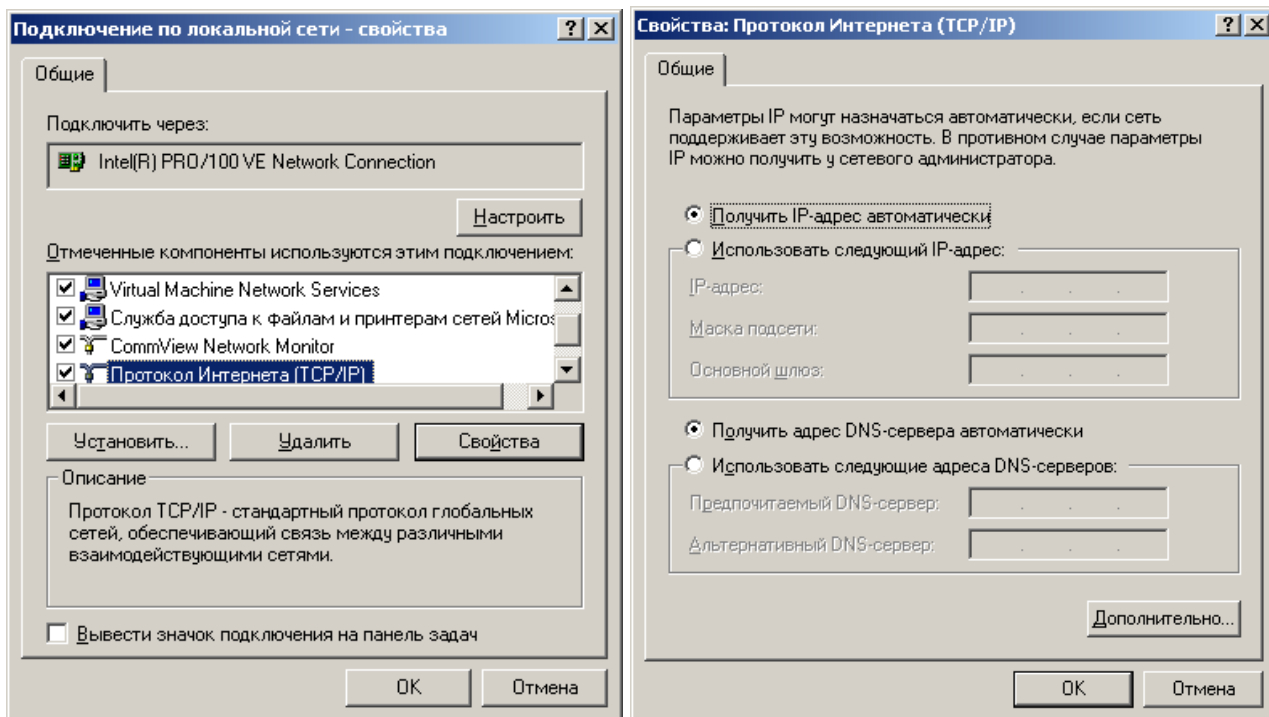 Подключение по локальной сети - свойства
Общие
Подключить через:
Intel(R) PRO/100 VE Network Connection
Настроить
Отмеченные компоненты используются этим подключением:
Virtual Machine Network Services
Служба доступа к файлам и принтерам сетей Micros
CommView Network Monitor
Протокол Интернета (TCP/IP)
Установить...
Удалить
Свойства
Описание
Протокол TCP/IP - стандартный протокол глобальных
сетей, обеспечивающий связь между различными
взаимодействующими сетями.
Вывести значок подключения на панель задач
OK
Отмена
Свойства: Протокол Интернета (TCP/IP)
Общие
Параметры IP могут назначаться автоматически, если сеть
поддерживает эту возможность. В противном случае параметры
IP можно получить у сетевого администратора.
Получить IP-адрес автоматически
Использовать следующий IP-адрес:
IP-адрес:
Маска подсети:
Основной шлюз:
Получить адрес DNS-сервера автоматически
Использовать следующие адреса DNS-серверов:
Предпочитаемый DNS-сервер:
Альтернативный DNS-сервер:
Дополнительно...
OK
Отмена